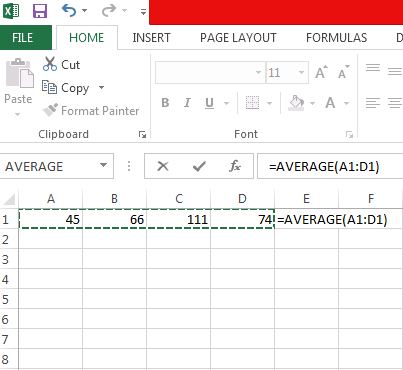 FILE HOME INSERT PAGE LAYOUT FORMULAS D
Cut
Copy
Format Painter
Paste
Clipboard
11 A A
B I U A
Font
AVERAGE fx =AVERAGE(A1:D1)
A B C D E F
1 45 66 111 74 =AVERAGE(A1:D1)
2
3
4
5
6
7
8